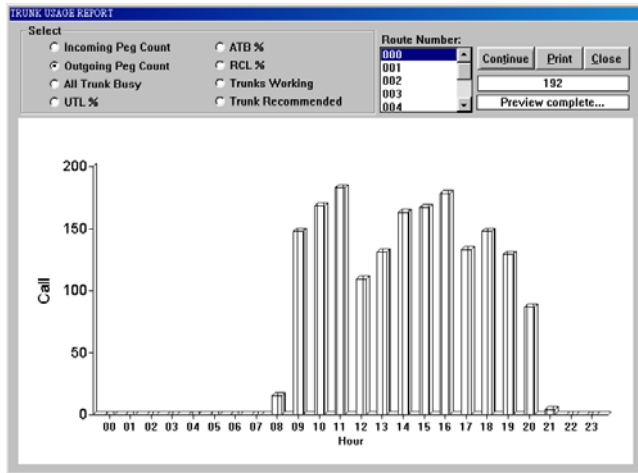 TRUNK USAGE REPORT
Select
Incoming Peg Count
Outgoing Peg Count
All Trunk Busy
UTL %
ATB %
RCL %
Trunks Working
Trunk Recommended
Route Number:
000
001
002
003
004
Continue Print Close
192
Preview complete...
200
150
100
50
0
Call
00 01 02 03 04 05 06 07 08 09 10 11 12 13 14 15 16 17 18 19 20 21 22 23
Hour